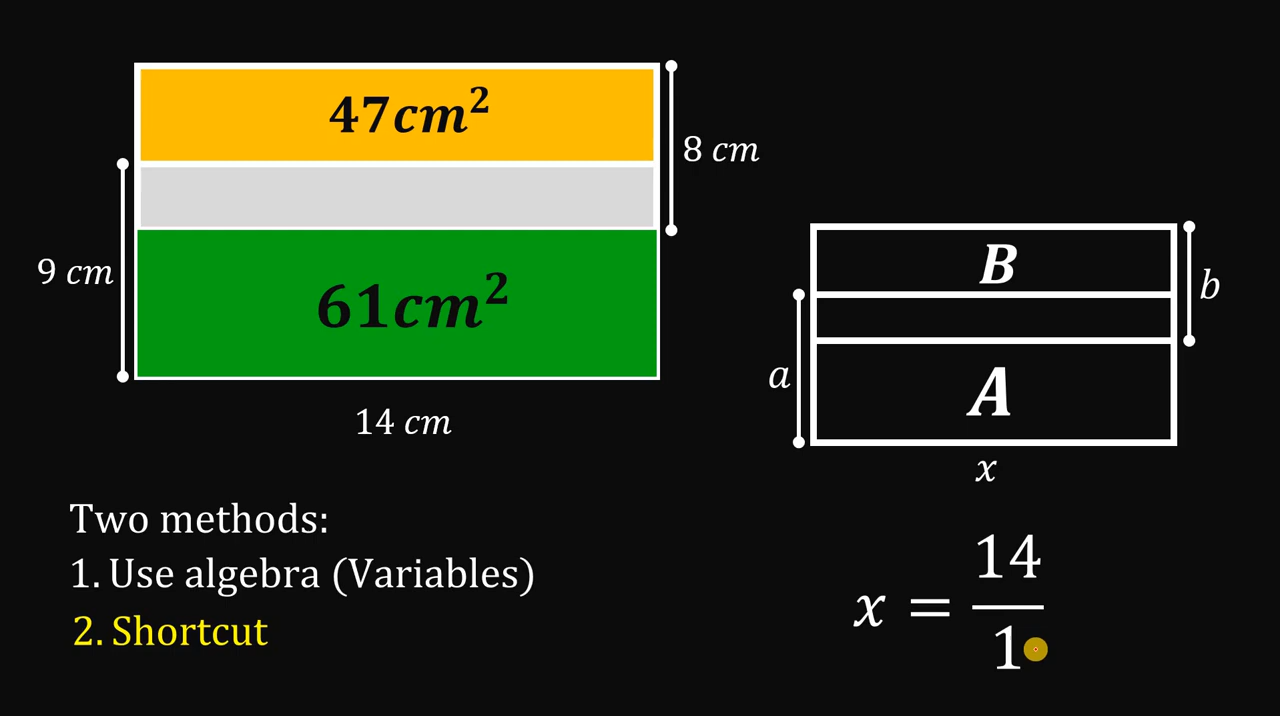 47cm²
8 cm
9 cm
61cm²
14 cm
B
b
a
A
x
Two methods:
1. Use algebra (Variables)
2. Shortcut
x = 14/1